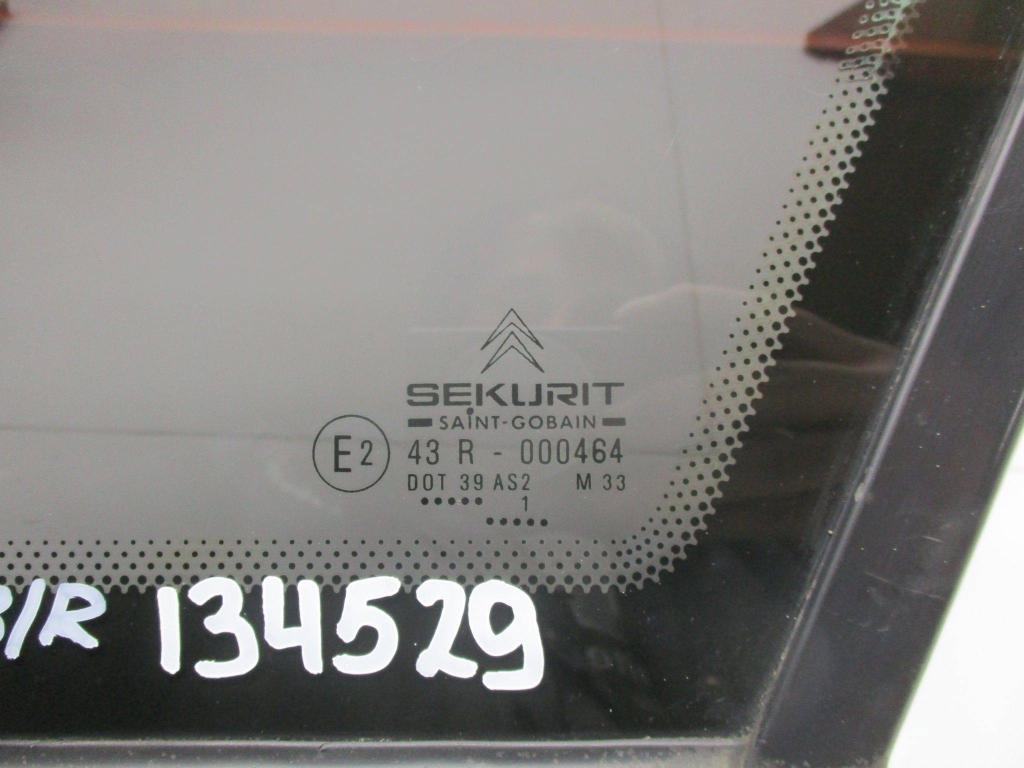 SEKURIT
SAINT-GOBAIN
E2 43 R - 000464
DOT 39 AS2 M 33
1
/R 134529